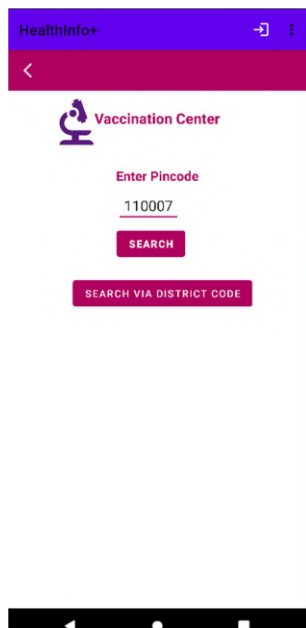 HealthInfo+
Vaccination Center
Enter Pincode
110007
SEARCH
SEARCH VIA DISTRICT CODE